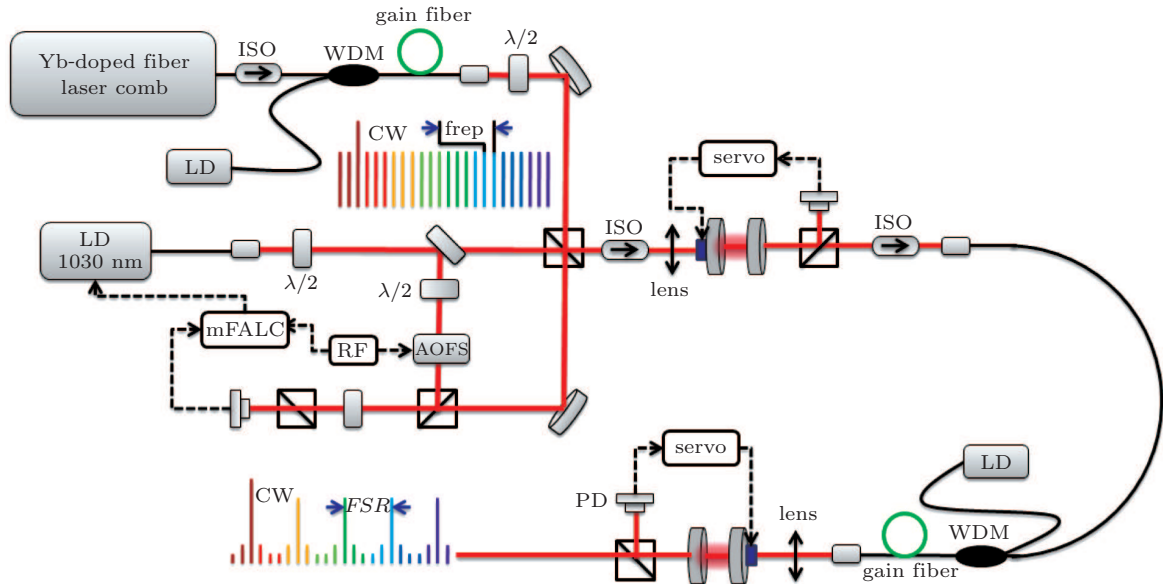 gain fiber
λ/2
ISO
WDM
Yb-doped fiber
laser comb
CW
frep
LD
servo
LD
1030 nm
ISO
ISO
λ/2
lens
λ/2
mFALC
RF
AOFS
servo
LD
CW
FSR
PD
lens
WDM
gain fiber